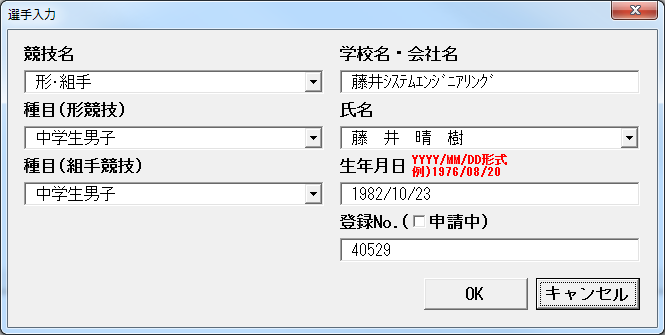 選手入力
競技名
形・組手
種目(形競技)
中学生男子
種目(組手競技)
中学生男子
学校名・会社名
藤井ｼｽﾃﾑｴﾝｼﾞﾆｱﾘﾝｸﾞ
氏名
藤　井　晴　樹
生年月日 YYYY/MM/DD形式
例)1976/08/20
1982/10/23
登録No.(□申請中)
40529
OK
キャンセル